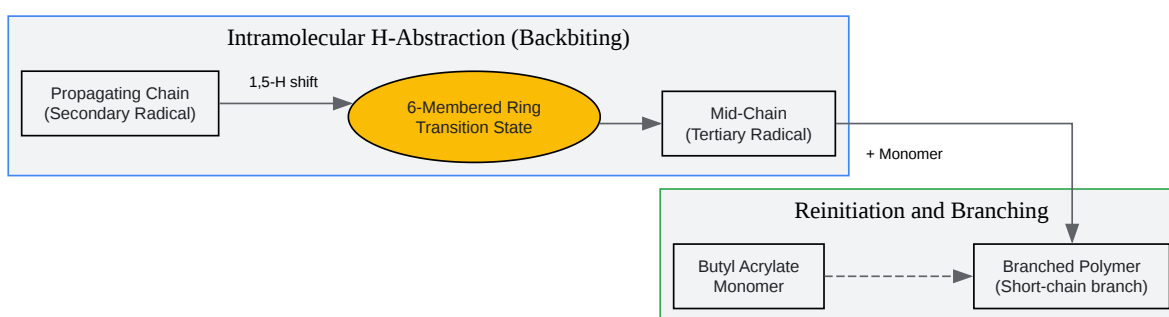 Intramolecular H-Abstraction (Backbiting)
Propagating Chain
(Secondary Radical)
1,5-H shift
6-Membered Ring
Transition State
Mid-Chain
(Tertiary Radical)
+ Monomer
Reinitiation and Branching
Butyl Acrylate
Monomer
Branched Polymer
(Short-chain branch)